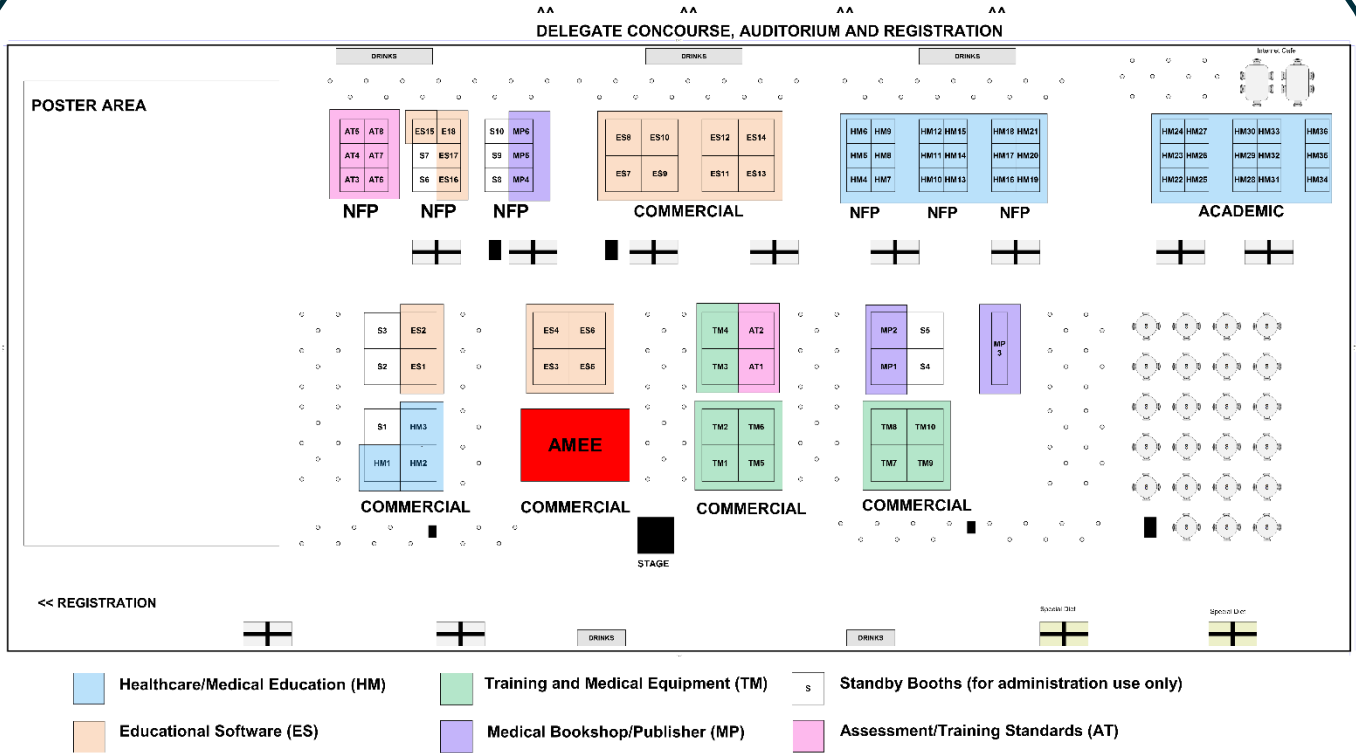 ^^ ^^ ^^ ^^
DELEGATE CONCOURSE, AUDITORIUM AND REGISTRATION
DRINKS DRINKS DRINKS
Internet Cafe
POSTER AREA
AT5 AT8 ES15 E18 S10 MP6 ES8 ES10 ES12 ES14 HM6 HM9 HM12 HM15 HM18 HM21 HM24 HM27 HM30 HM33 HM36
AT4 AT7 S7 ES17 S9 MP5 HM5 HM8 HM11 HM14 HM17 HM20 HM23 HM26 HM29 HM32 HM35
AT3 AT6 S6 ES16 S8 MP4 ES7 ES9 ES11 ES13 HM4 HM7 HM10 HM13 HM16 HM19 HM22 HM25 HM28 HM31 HM34
NFP NFP NFP COMMERCIAL NFP NFP NFP ACADEMIC
S3 ES2 ES4 ES6 TM4 AT2 MP2 S5 MP
3
S2 ES1 ES3 ES5 TM3 AT1 MP1 S4
S1 HM3 AMEE TM2 TM6 TM8 TM10
HM1 HM2 TM1 TM5 TM7 TM9
COMMERCIAL COMMERCIAL COMMERCIAL COMMERCIAL
STAGE
<< REGISTRATION
Special Diet Special Diet
DRINKS DRINKS
Healthcare/Medical Education (HM)
Training and Medical Equipment (TM)
S Standby Booths (for administration use only)
Educational Software (ES)
Medical Bookshop/Publisher (MP)
Assessment/Training Standards (AT)